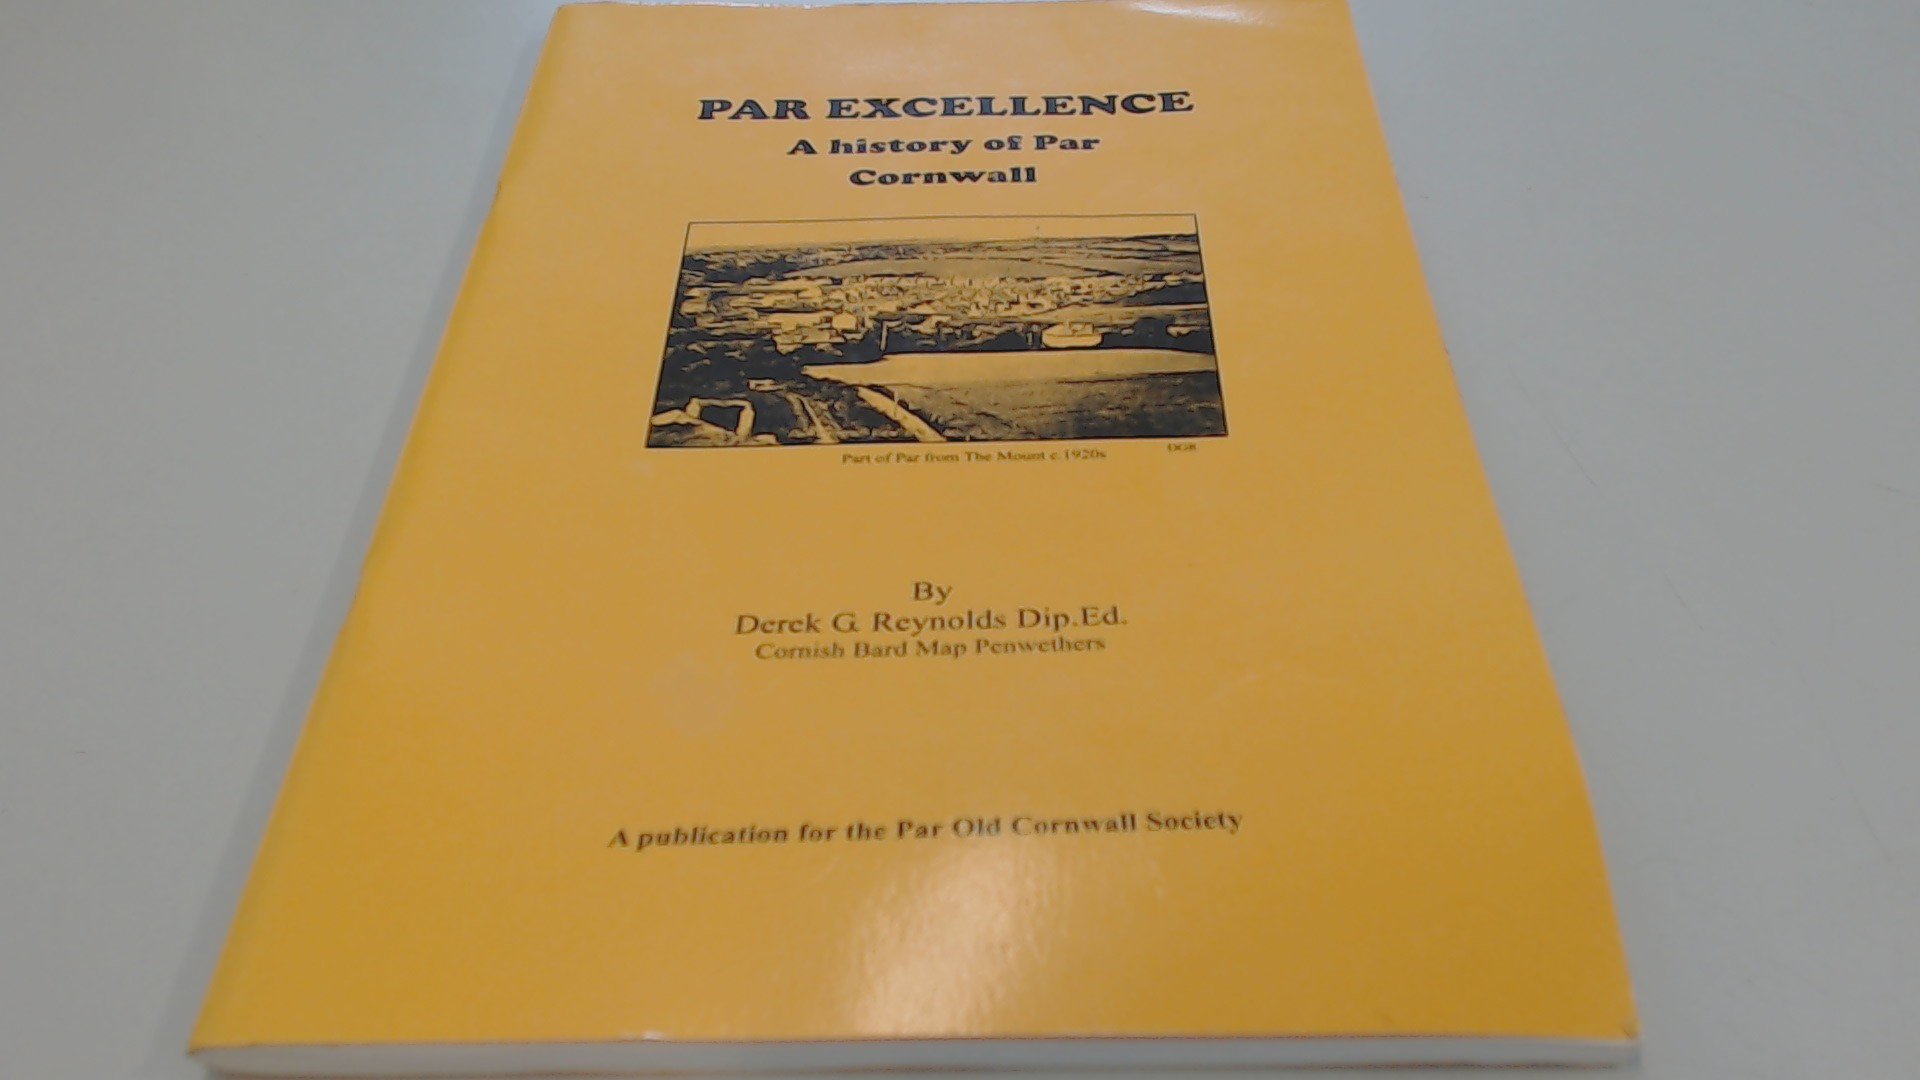 PAR EXCELLENCE
A history of Par
Cornwall
Part of Par from The Mount c. 1920s
DGR
By
Derek G. Reynolds Dip.Ed.
Cornish Bard Map Penwethers
A publication for the Par Old Cornwall Society